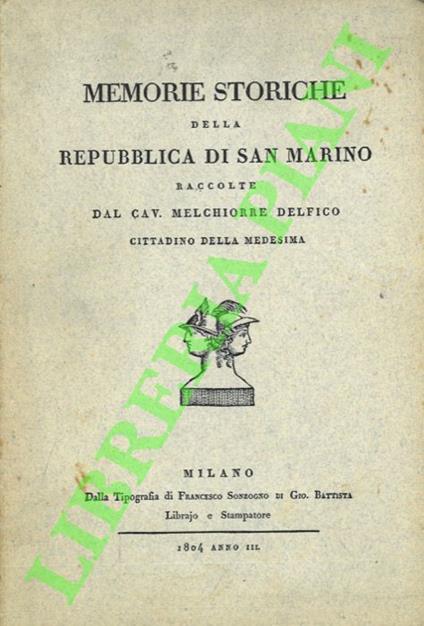 MEMORIE STORICHE
DELLA
REPUBBLICA DI SAN MARINO
RACCOLTE
DAL CAV. MELCHIORRE DELFICO
CITTADINO DELLA MEDESIMA
MILANO
Dalla Tipografia di FRANCESCO SONZOGNO DI GIO. BATTISTA
Librajo e Stampatore
1804 ANNO III.
LIBRERIA PIANI